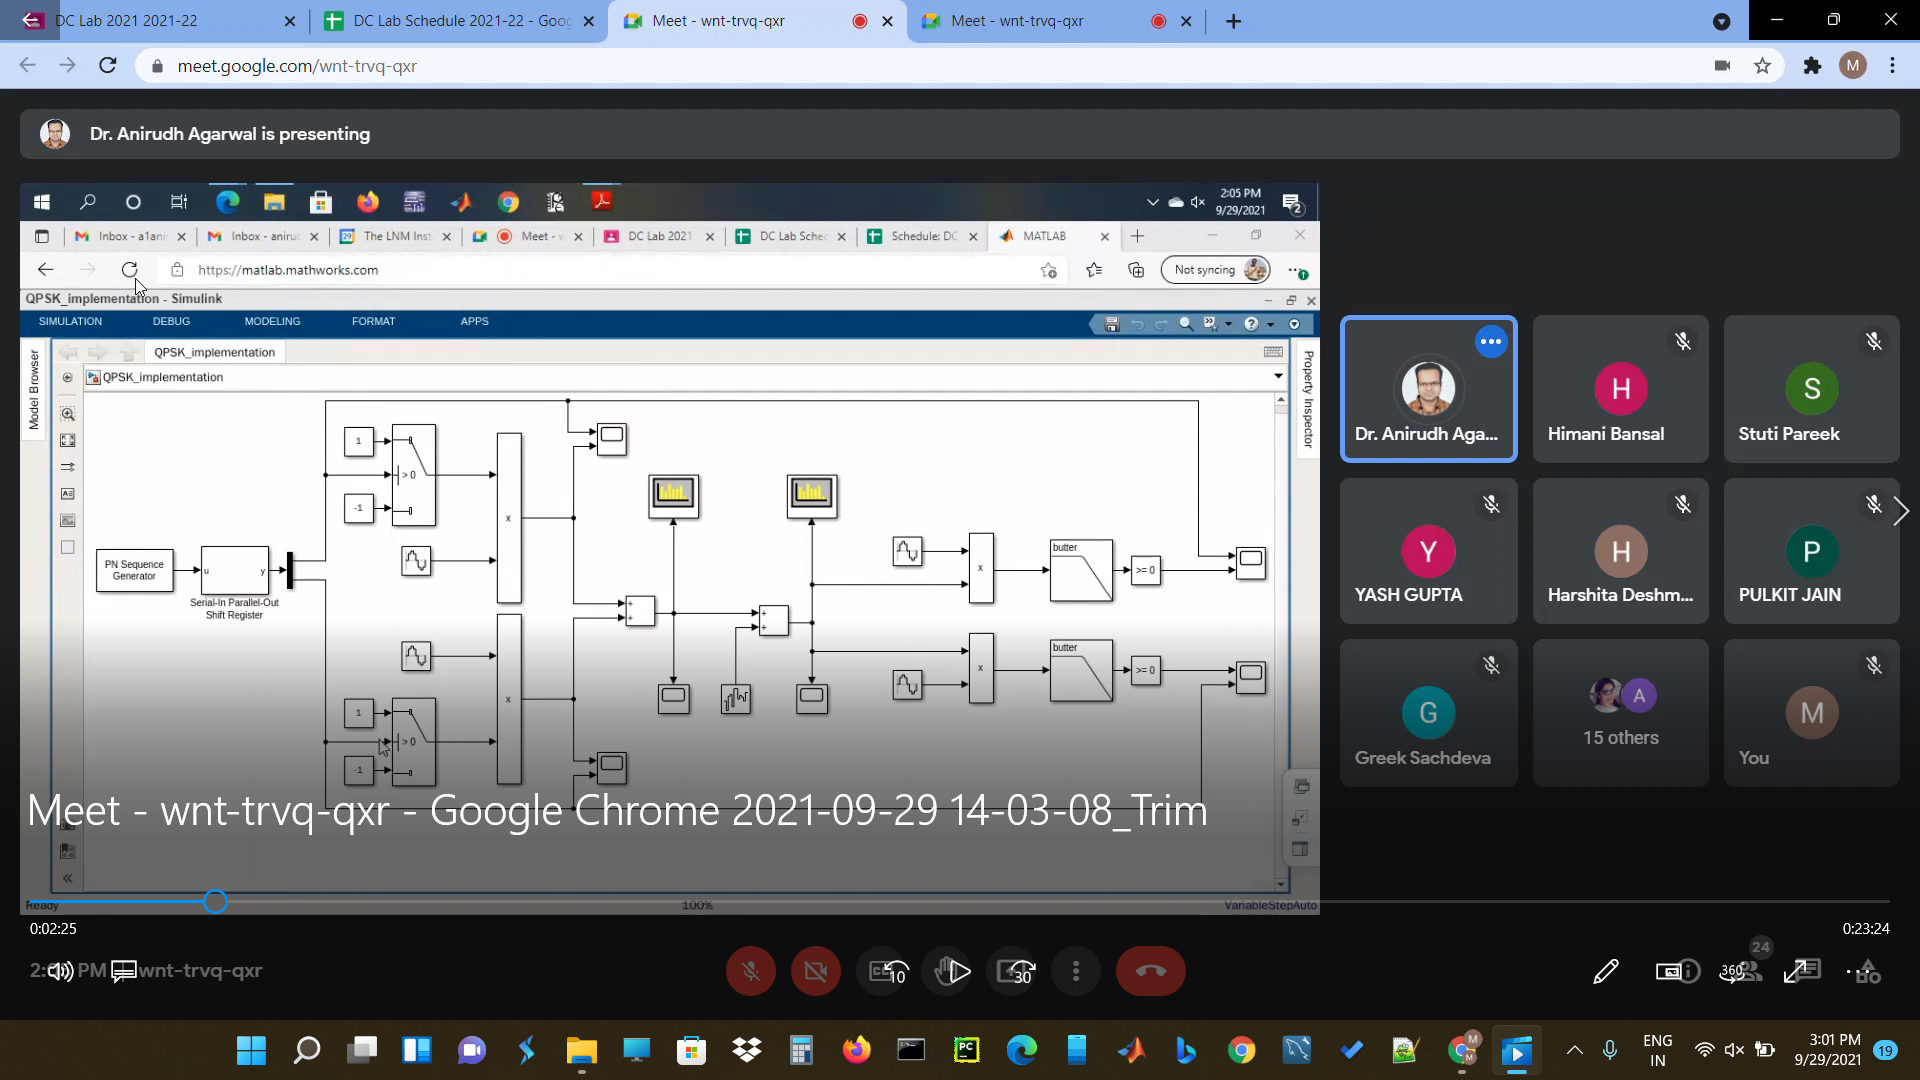 DC Lab 2021 2021-22
DC Lab Schedule 2021-22 - Goog
Meet - wnt-trvq-qxr
Meet - wnt-trvq-qxr
meet.google.com/wnt-trvq-qxr
M
Dr. Anirudh Agarwal is presenting
2:05 PM
9/29/2021
2
Inbox - a1ani
Inbox - aniruc
The LNM Inst
Meet - w
DC Lab 2021
DC Lab Sche
Schedule: DC
MATLAB
https://matlab.mathworks.com
Not syncing
QPSK_implementation - Simulink
SIMULATION
DEBUG
MODELING
FORMAT
APPS
Model Browser
QPSK_implementation
Property Inspector
QPSK_implementation
1
> 0
-1
x
PN Sequence
Generator
u
y
Serial-In Parallel-Out
Shift Register
+
+
+
+
x
butter
>= 0
x
butter
>= 0
1
> 0
-1
x
Ready
100%
VariableStepAuto
Dr. Anirudh Aga...
H
Himani Bansal
S
Stuti Pareek
Y
YASH GUPTA
H
Harshita Deshm...
P
PULKIT JAIN
G
Greek Sachdeva
A
15 others
M
You
Meet - wnt-trvq-qxr - Google Chrome 2021-09-29 14-03-08_Trim
0:02:25
0:23:24
PM
wnt-trvq-qxr
10
30
24
360
PC
M
M
ENG
IN
3:01 PM
9/29/2021
19